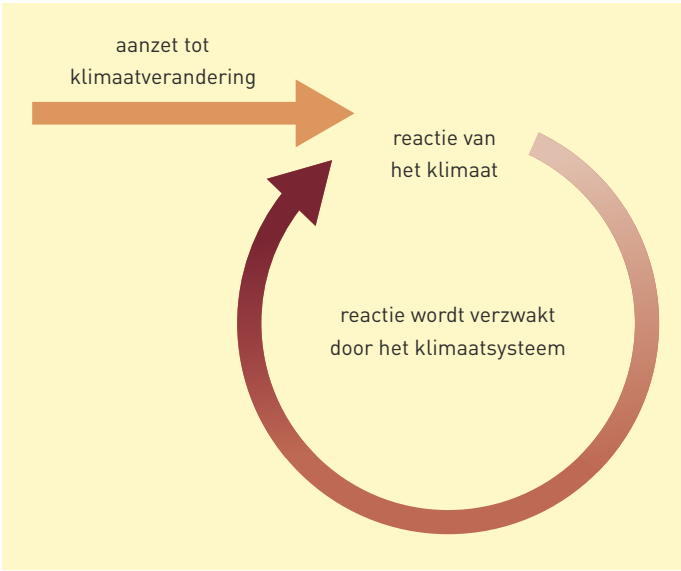 aanzet tot
klimaatverandering
reactie van
het klimaat
reactie wordt verzwakt
door het klimaatsysteem